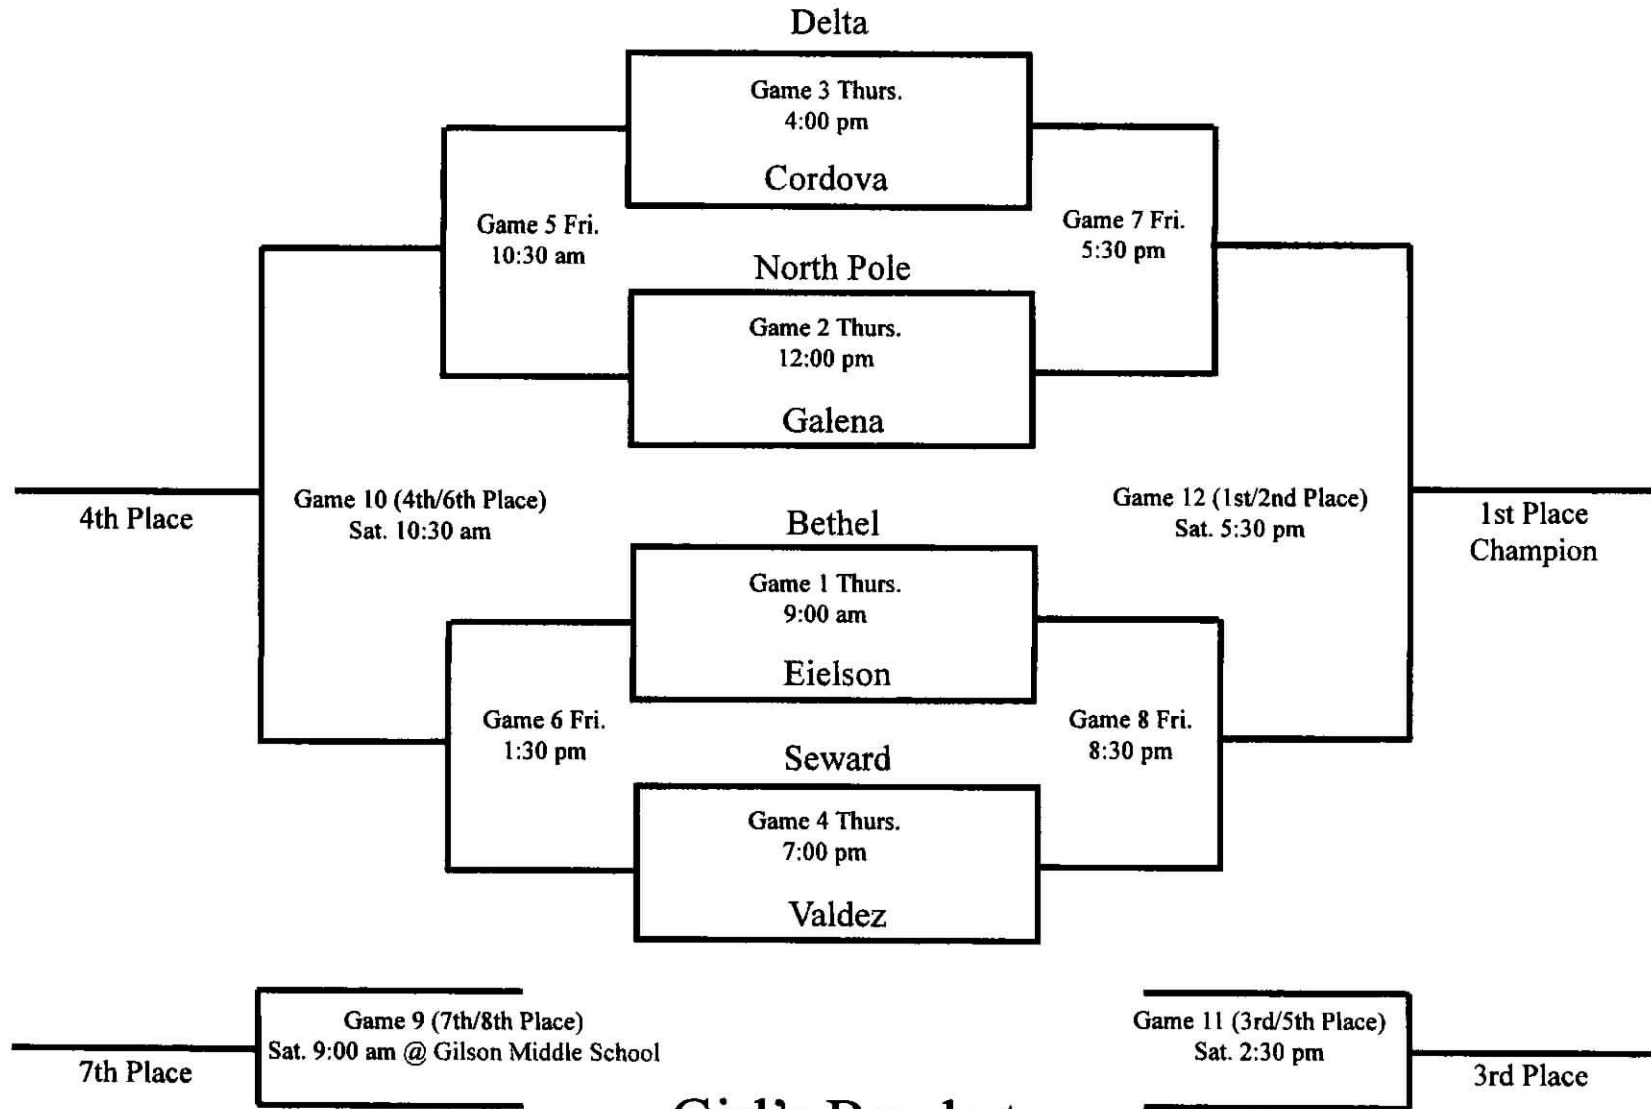 Delta
Game 3 Thurs.
4:00 pm
Cordova
Game 5 Fri.
10:30 am
Game 7 Fri.
5:30 pm
North Pole
Game 2 Thurs.
12:00 pm
Galena
4th Place
Game 10 (4th/6th Place)
Sat. 10:30 am
Game 12 (1st/2nd Place)
Sat. 5:30 pm
1st Place
Champion
Bethel
Game 1 Thurs.
9:00 am
Eielson
Game 6 Fri.
1:30 pm
Game 8 Fri.
8:30 pm
Seward
Game 4 Thurs.
7:00 pm
Valdez
Game 9 (7th/8th Place)
Sat. 9:00 am @ Gilson Middle School
7th Place
Game 11 (3rd/5th Place)
Sat. 2:30 pm
3rd Place
Girl's Bracket